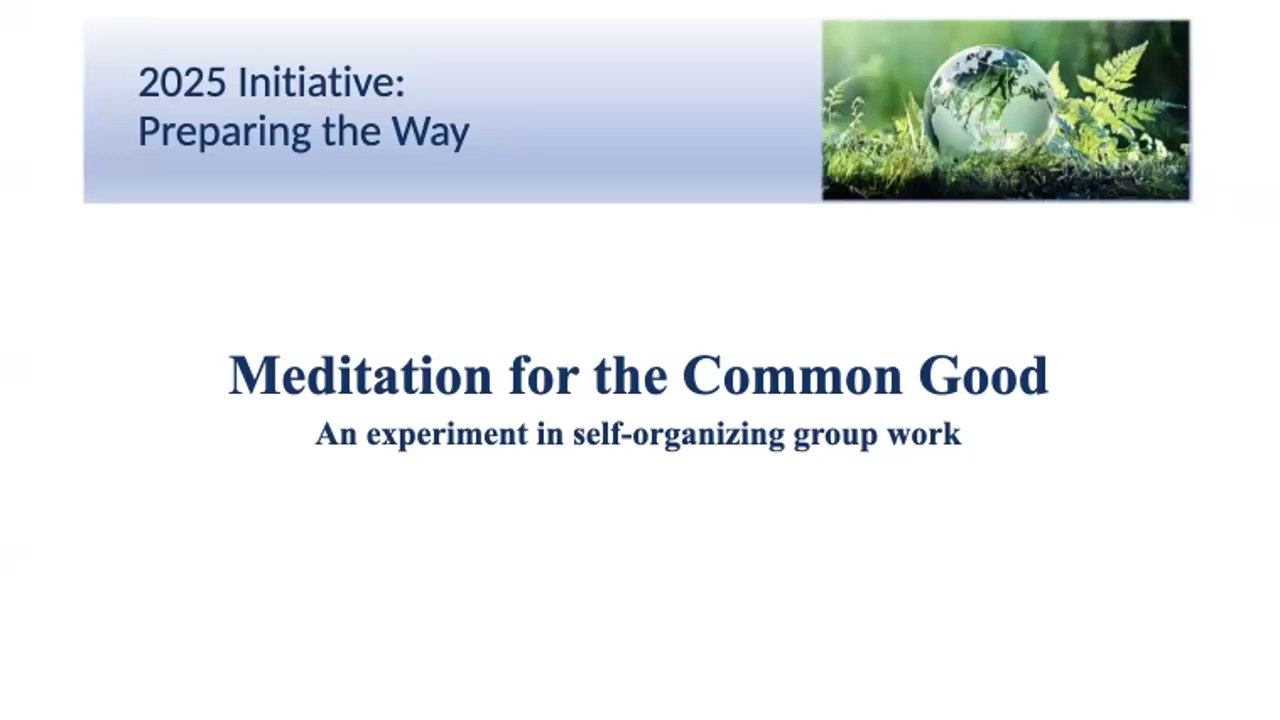 2025 Initiative:
Preparing the Way
Meditation for the Common Good
An experiment in self-organizing group work